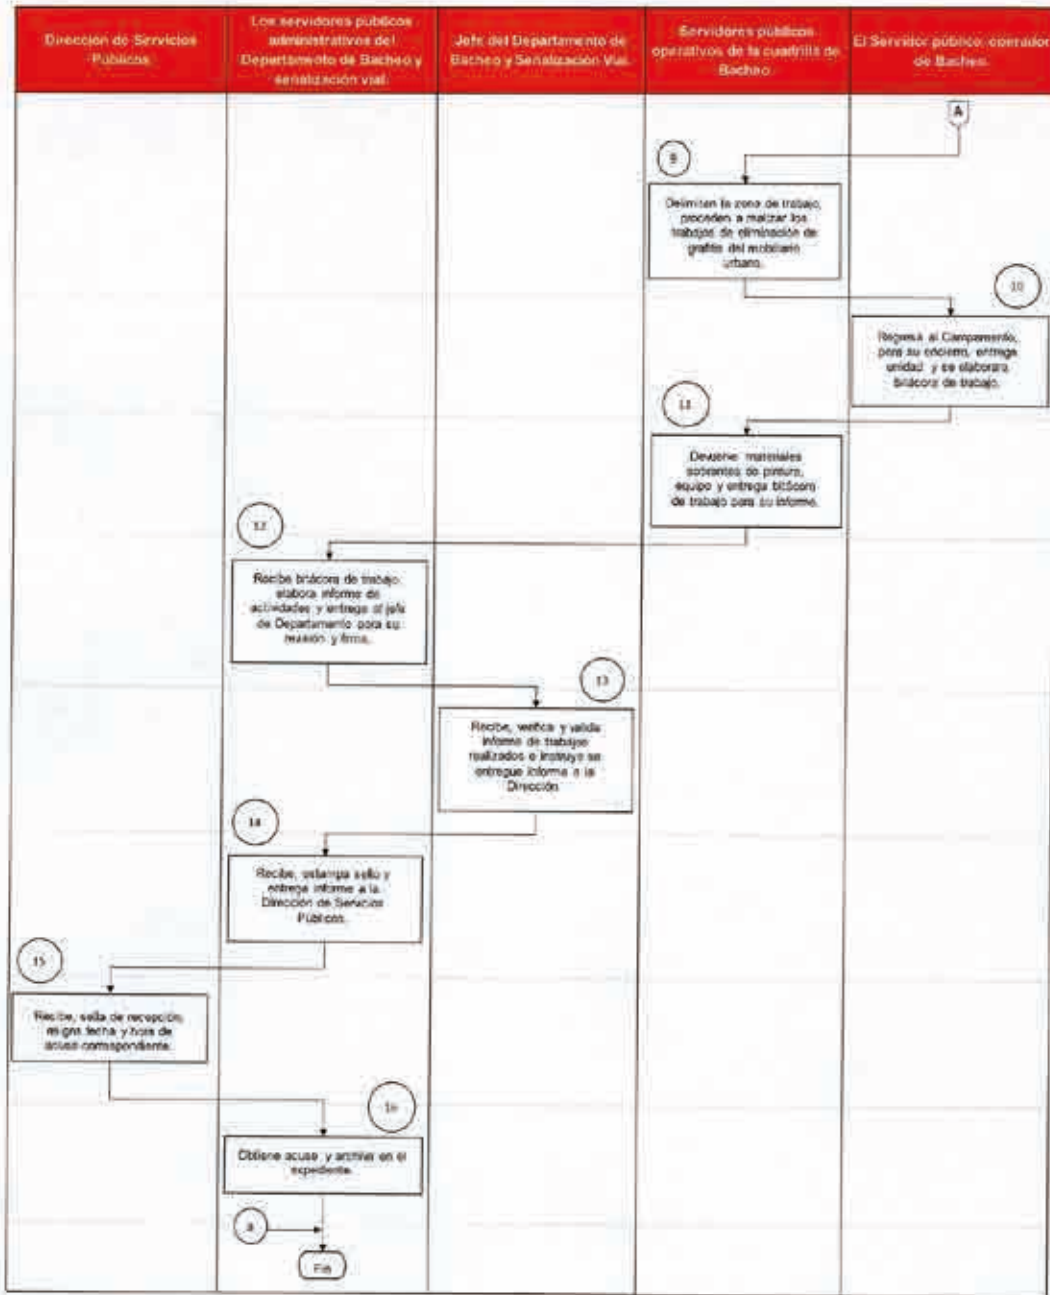 Dirección de Servicios
Públicos.
Los servidores públicos
administrativos del
Departamento de Bacheo y
señalización vial.
Jefe del Departamento de
Bacheo y Señalización Vial.
Servidores públicos
operativos de la cuadrilla de
Bacheo
El Servidor público, operador
de Bacheo.
A
9
Delimitan la zona de trabajo,
proceden a realizar los
trabajos de eliminación de
grafitis del mobiliario
urbano.
10
Regresa al Campamento,
para su encierro, entrega
unidad y se elaborara
bitácora de trabajo.
11
Devuelve materiales
sobrantes de pintura,
equipo y entrega bitácora
de trabajo para su informe.
12
Recibe bitácora de trabajo,
elabora informe de
actividades y entrega al jefe
de Departamento para su
revisión y firma.
13
Recibe, verifica y valida
informe de trabajos
realizados e instruye se
entregue informe a la
Dirección.
14
Recibe, estampa sello y
entrega informe a la
Dirección de Servicios
Públicos.
15
Recibe, sella de recepción,
asigna fecha y hora de
acuse correspondiente.
16
Obtiene acuse y archiva en el
expediente.
a
Fin